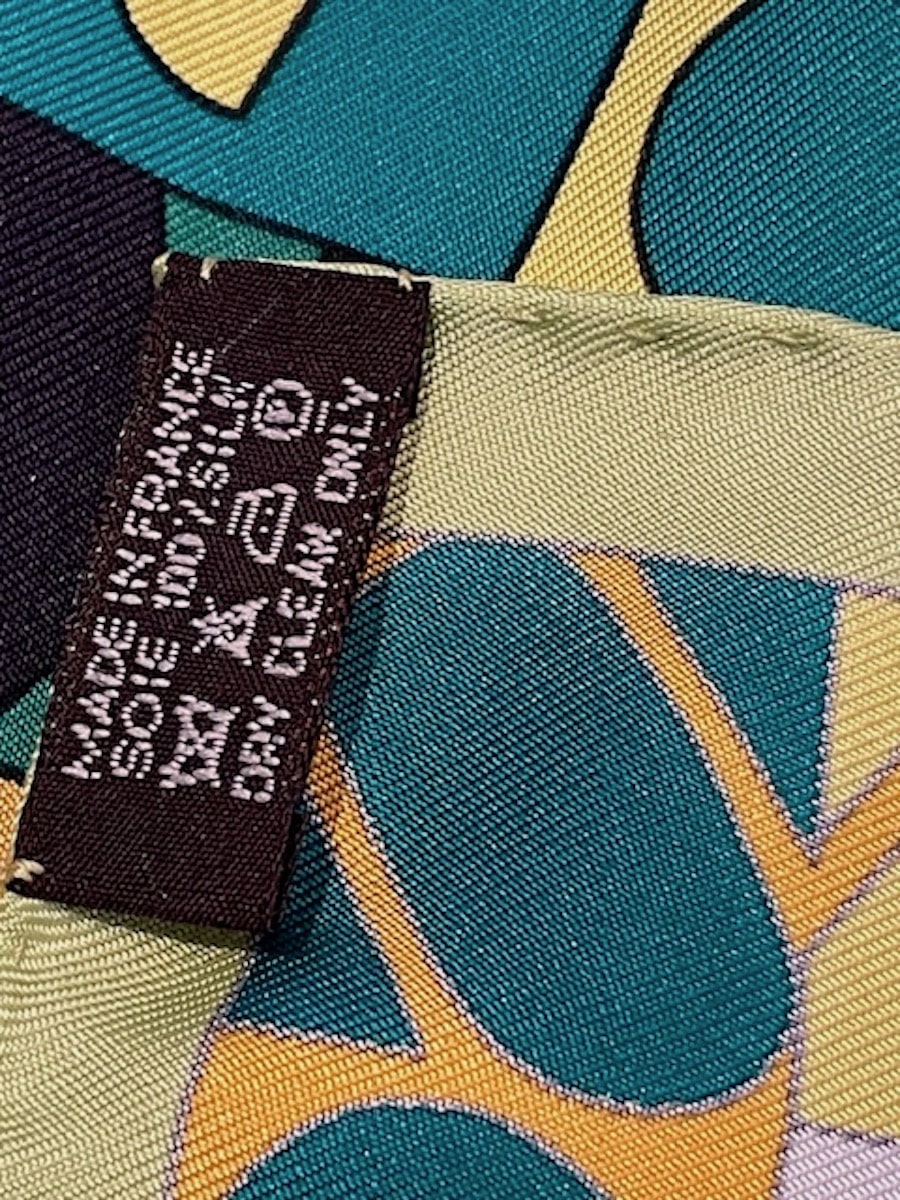 MADE IN FRANCE
SOIE 100% SILK
P
DRY CLEAN ONLY